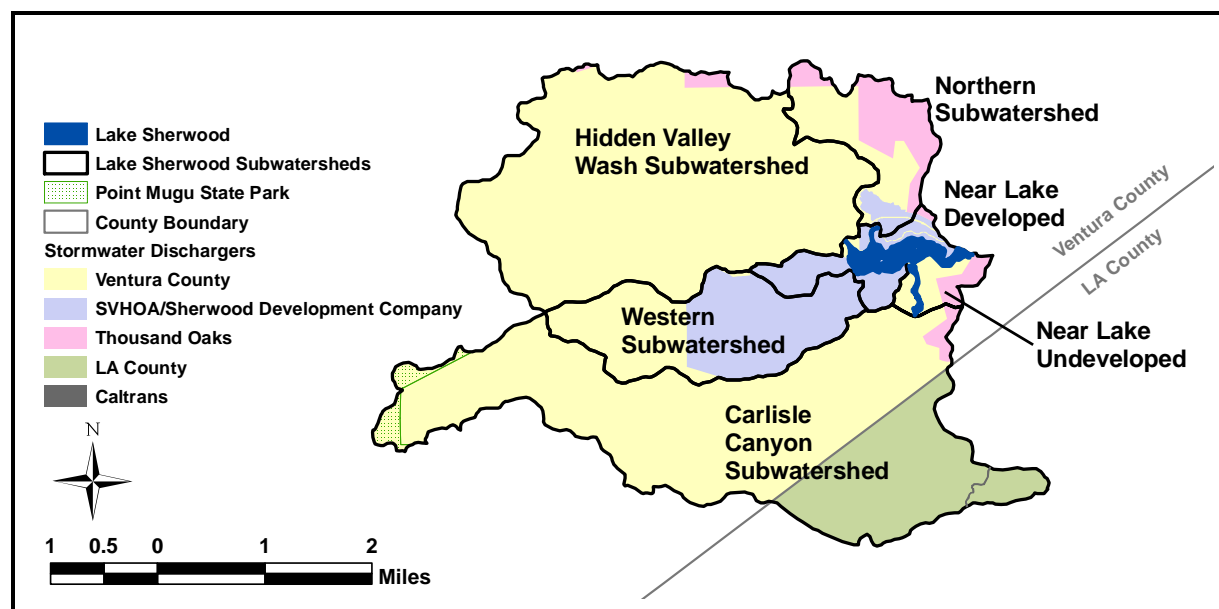 Lake Sherwood
Lake Sherwood Subwatersheds
Point Mugu State Park
County Boundary
Stormwater Dischargers
Ventura County
SVHOA/Sherwood Development Company
Thousand Oaks
LA County
Caltrans
N
1 0.5 0 1 2
Miles
Hidden Valley
Wash Subwatershed
Northern
Subwatershed
Near Lake
Developed
Ventura County
LA County
Western
Subwatershed
Near Lake
Undeveloped
Carlisle
Canyon
Subwatershed